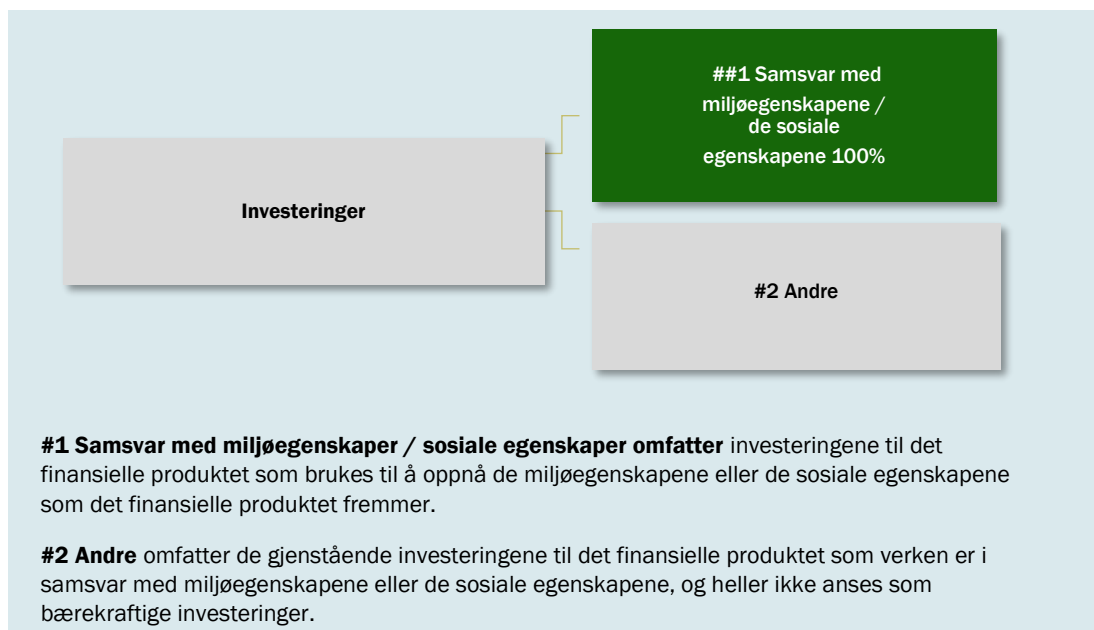 ##1 Samsvar med
miljøegenskapene /
de sosiale
egenskapene 100%
Investeringer
#2 Andre
#1 Samsvar med miljøegenskaper / sosiale egenskaper omfatter investeringene til det
finansielle produktet som brukes til å oppnå de miljøegenskapene eller de sosiale egenskapene
som det finansielle produktet fremmer.
#2 Andre omfatter de gjenstående investeringene til det finansielle produktet som verken er i
samsvar med miljøegenskapene eller de sosiale egenskapene, og heller ikke anses som
bærekraftige investeringer.